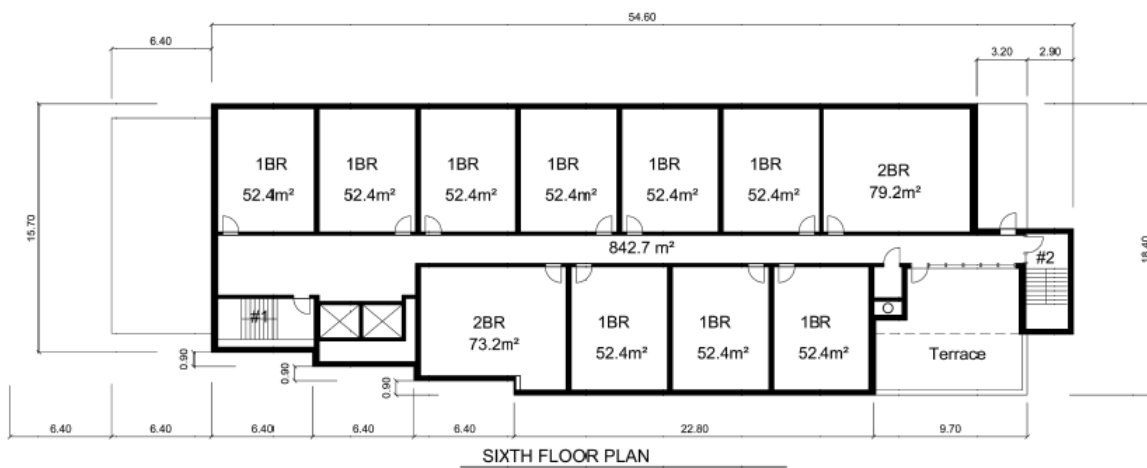 54.60
6.40
3.20 2.90
1BR 1BR 1BR 1BR 1BR 1BR 2BR
52.4m² 52.4m² 52.4m² 52.4m² 52.4m² 52.4m² 79.2m²
15.70
18.40
842.7 m²
#2
#1
2BR 1BR 1BR 1BR
73.2m² 52.4m² 52.4m² 52.4m²
Terrace
0.90
0.90
0.90
6.40 6.40 6.40 6.40 6.40 22.80 9.70
SIXTH FLOOR PLAN